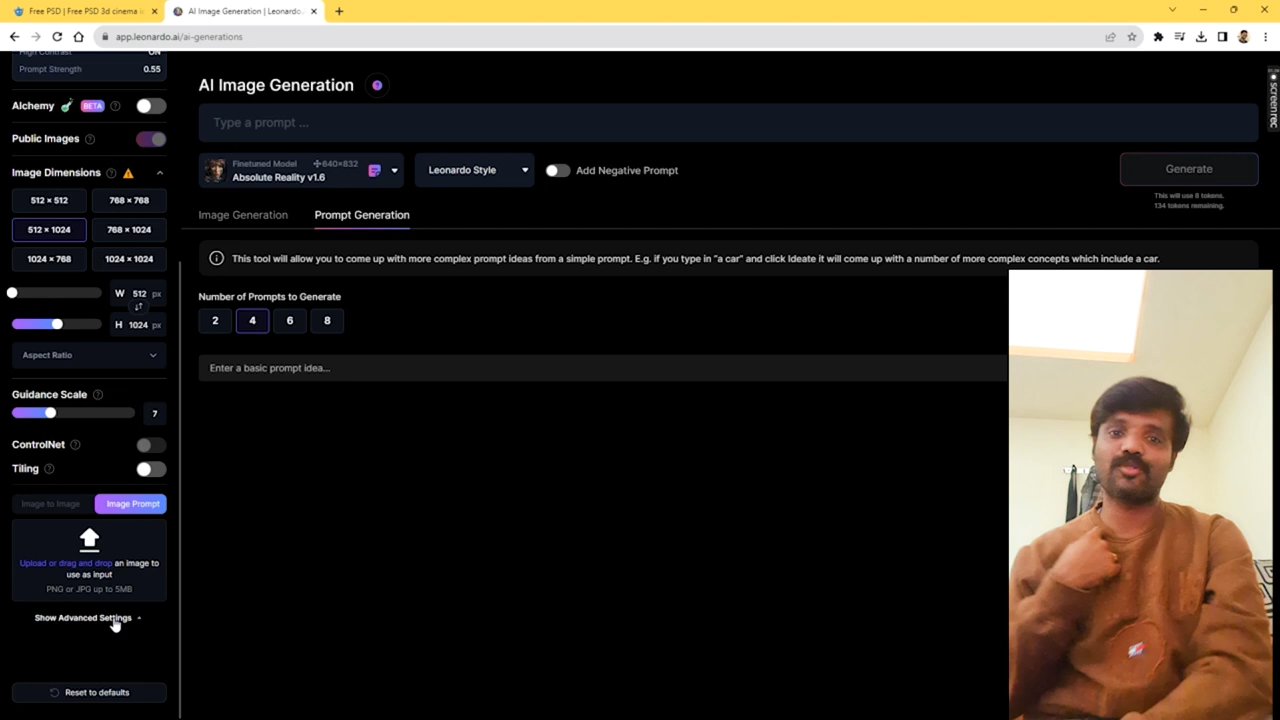 Free PSD | Free PSD 3d cinema i
AI Image Generation | Leonardo.
app.leonardo.ai/ai-generations
High Contrast ON
Prompt Strength 0.55
Alchemy BETA
Public Images
Image Dimensions
512 × 512 768 × 768
512 × 1024 768 × 1024
1024 × 768 1024 × 1024
W 512 px
H 1024 px
Aspect Ratio
Guidance Scale
7
ControlNet
Tiling
Image to Image Image Prompt
Upload or drag and drop an image to
use as input
PNG or JPG up to 5MB
Show Advanced Settings
Reset to defaults
AI Image Generation
Type a prompt ...
Finetuned Model 640×832
Absolute Reality v1.6
Leonardo Style
Add Negative Prompt
Generate
This will use 8 tokens.
134 tokens remaining.
Image Generation Prompt Generation
This tool will allow you to come up with more complex prompt ideas from a simple prompt. E.g. if you type in "a car" and click Ideate it will come up with a number of more complex concepts which include a car.
Number of Prompts to Generate
2 4 6 8
Enter a basic prompt idea...
screenrec